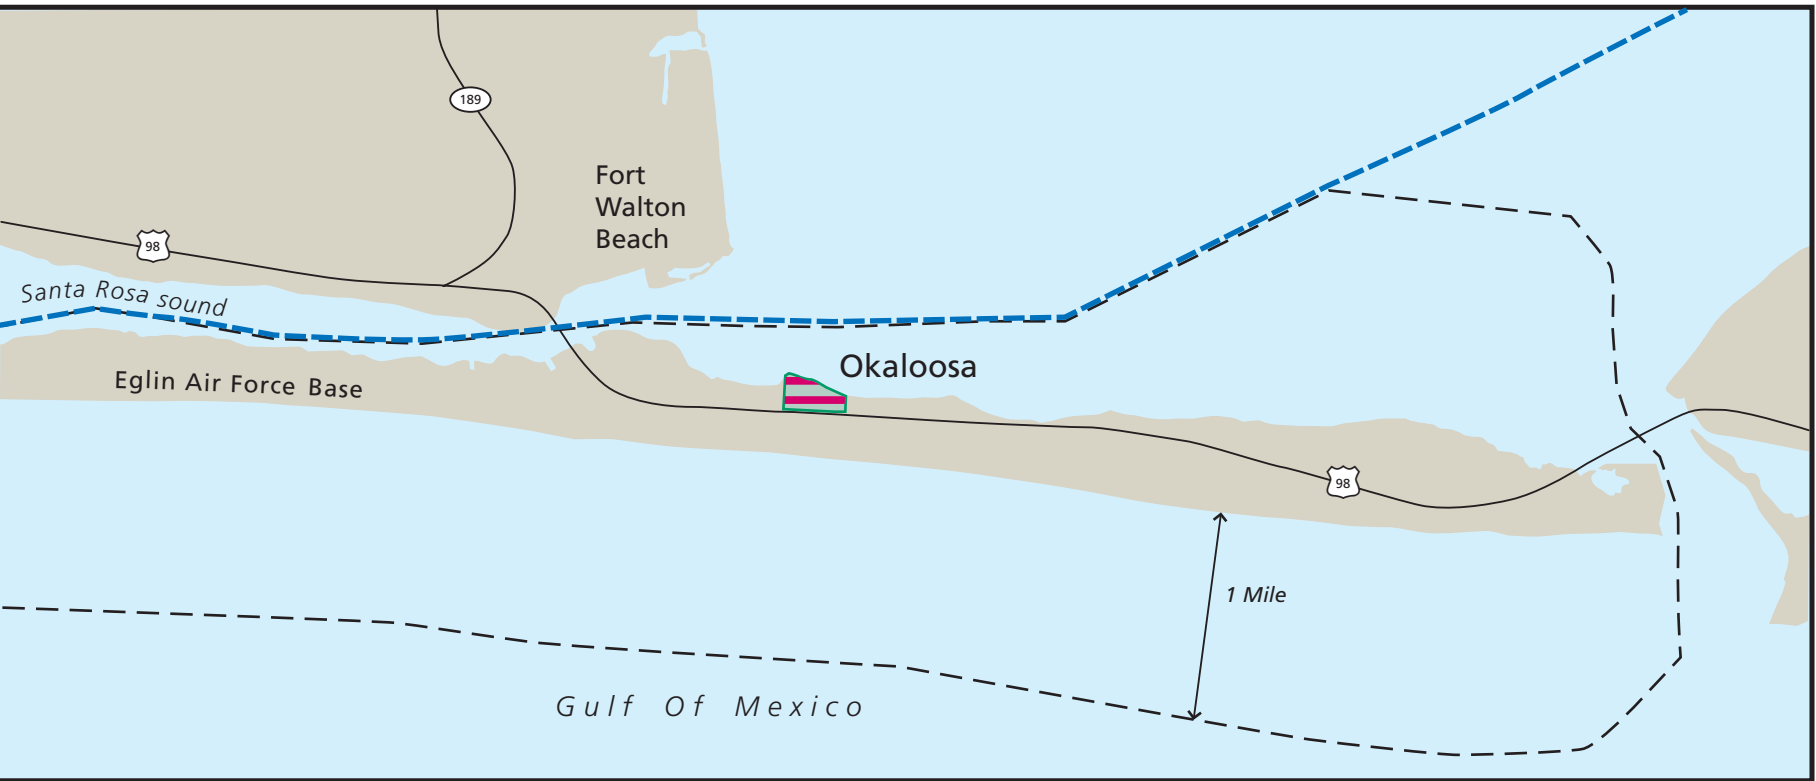 189
Fort
Walton
Beach
98
Santa Rosa sound
Okaloosa
Eglin Air Force Base
98
1 Mile
Gulf Of Mexico